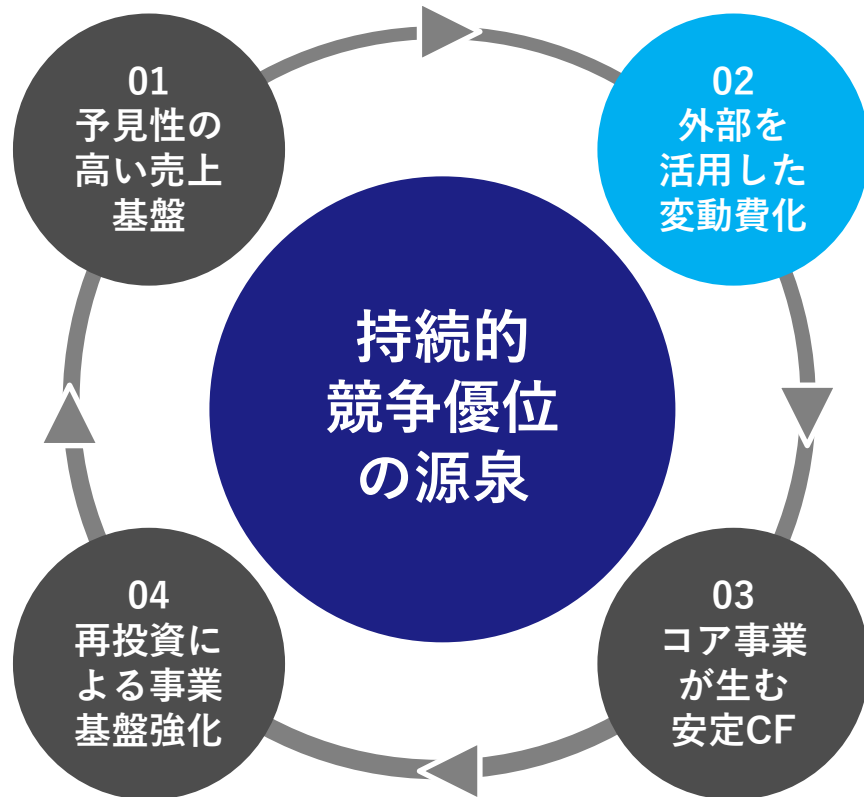 01
予見性の
高い売上
基盤
02
外部を
活用した
変動費化
持続的
競争優位
の源泉
04
再投資に
よる事業
基盤強化
03
コア事業
が生む
安定CF